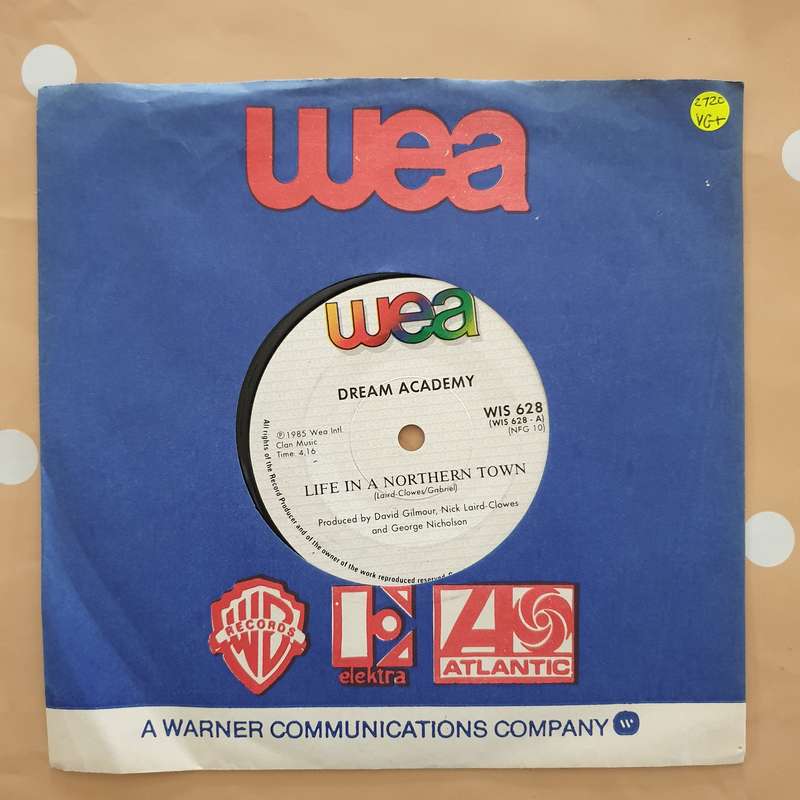 wea
2720
VG+
wea
DREAM ACADEMY
WIS 628
(WIS 628 - A)
(NFG 10)
℗ 1985 Wea Intl.
Clan Music
Time: 4,16
LIFE IN A NORTHERN TOWN
(Laird-Clowes/Gabriel)
Produced by David Gilmour, Nick Laird-Clowes
and George Nicholson
All rights of the Record Producer and of the owner of the work reproduced reserved.
WB
RECORDS
elektra
ATLANTIC
A WARNER COMMUNICATIONS COMPANY